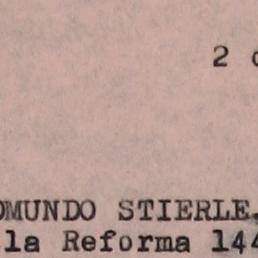 2
OMUNDO STIERLE.
la Reforma 144